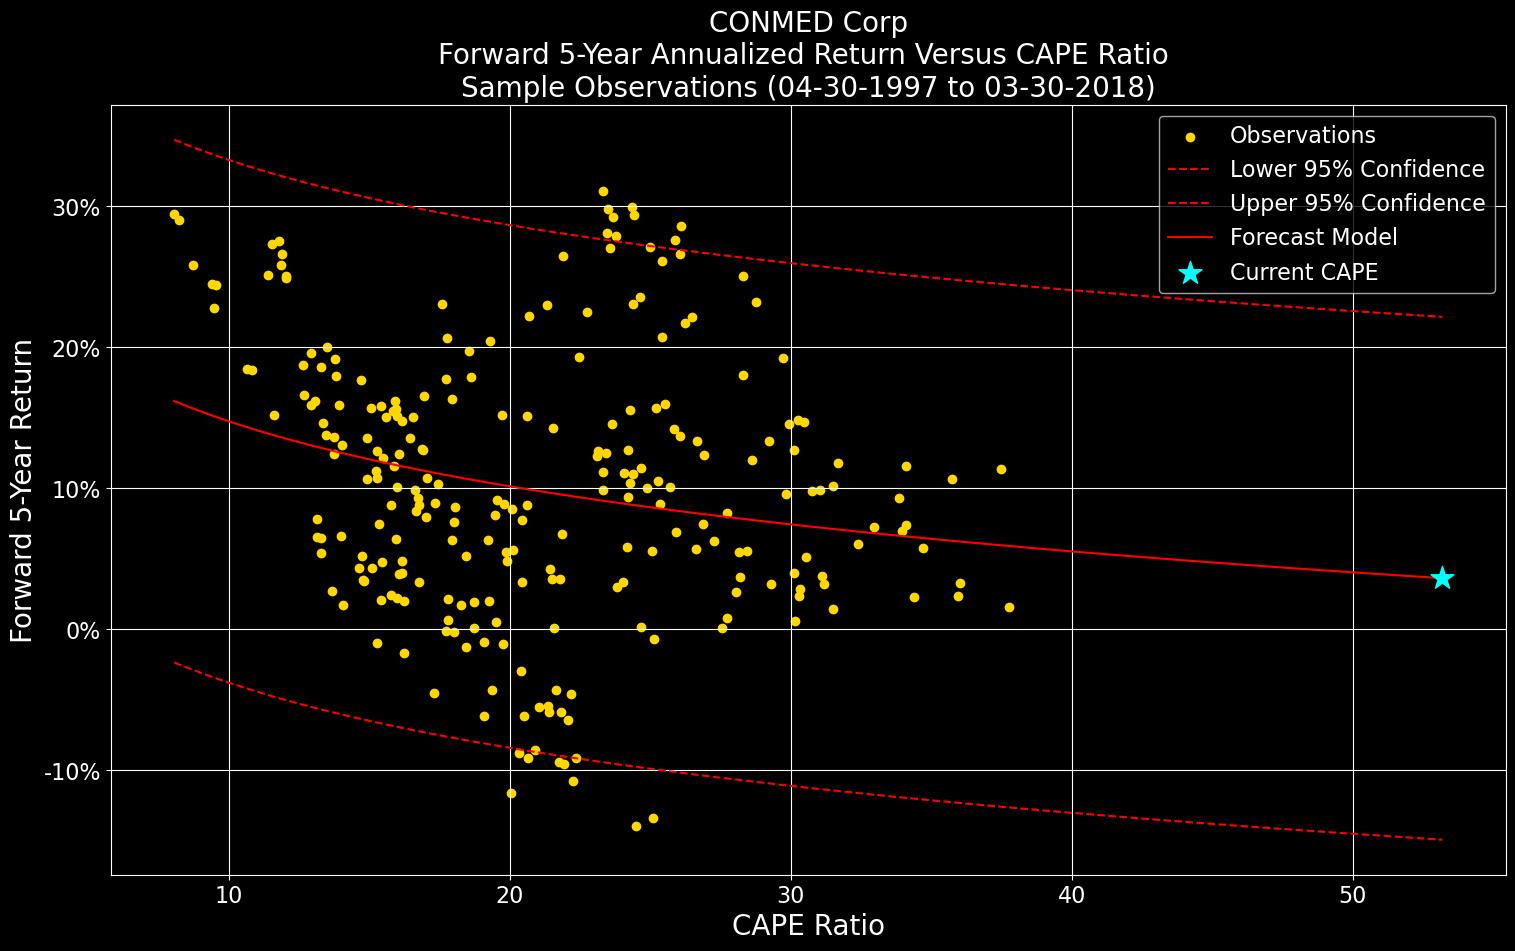 CONMED Corp
Forward 5-Year Annualized Return Versus CAPE Ratio
Sample Observations (04-30-1997 to 03-30-2018)
Observations
Lower 95% Confidence
Upper 95% Confidence
Forecast Model
Current CAPE
Forward 5-Year Return
30%
20%
10%
0%
-10%
10
20
30
40
50
CAPE Ratio